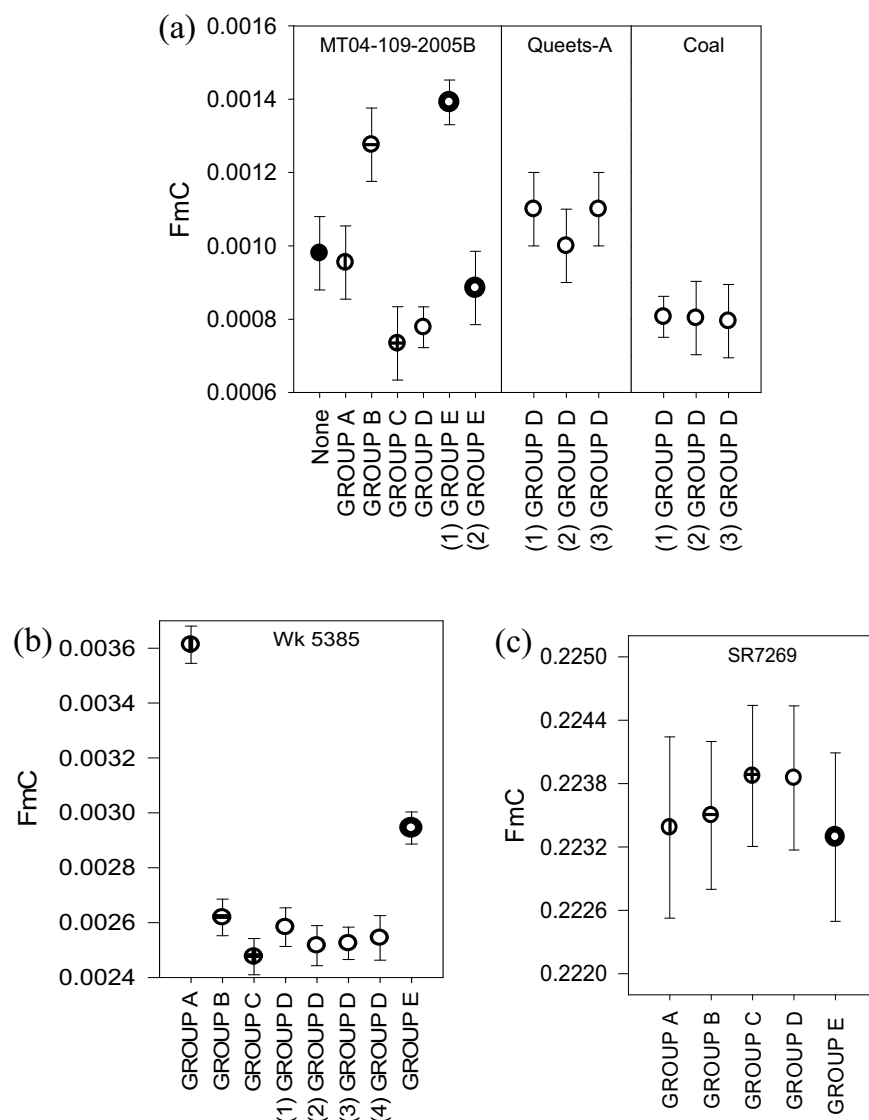 (a)
0.0016
0.0014
0.0012
0.0010
0.0008
0.0006
FmC
MT04-109-2005B
Queets-A
Coal
None
GROUP A
GROUP B
GROUP C
GROUP D
(1) GROUP E
(2) GROUP E
(1) GROUP D
(2) GROUP D
(3) GROUP D
(1) GROUP D
(2) GROUP D
(3) GROUP D
(b)
0.0036
0.0034
0.0032
0.0030
0.0028
0.0026
0.0024
FmC
Wk 5385
GROUP A
GROUP B
GROUP C
(1) GROUP D
(2) GROUP D
(3) GROUP D
(4) GROUP D
GROUP E
(c)
0.2250
0.2244
0.2238
0.2232
0.2226
0.2220
FmC
SR7269
GROUP A
GROUP B
GROUP C
GROUP D
GROUP E